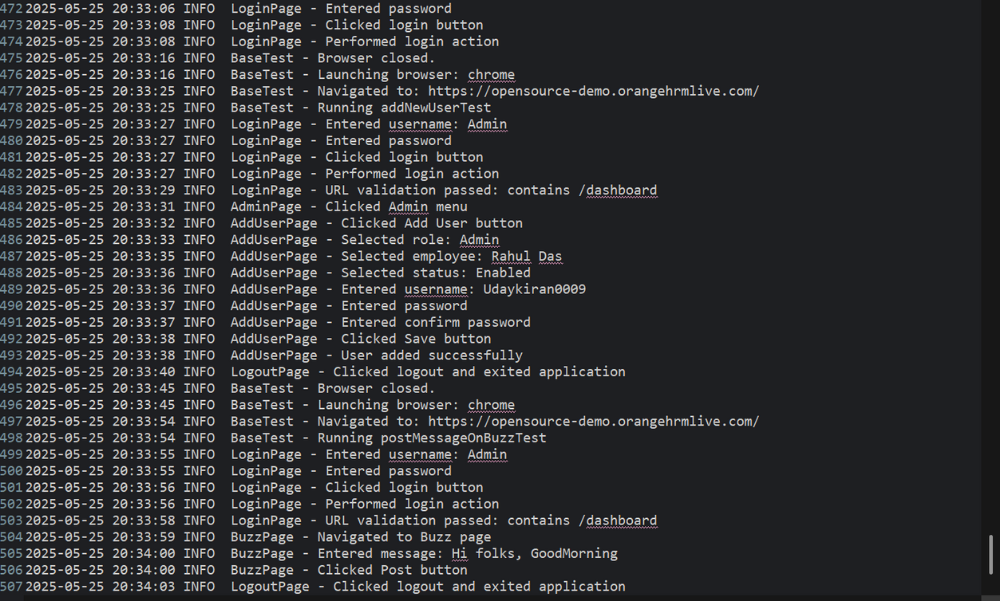 472 2025-05-25 20:33:06 INFO  LoginPage - Entered password
473 2025-05-25 20:33:08 INFO  LoginPage - Clicked login button
474 2025-05-25 20:33:08 INFO  LoginPage - Performed login action
475 2025-05-25 20:33:16 INFO  BaseTest - Browser closed.
476 2025-05-25 20:33:16 INFO  BaseTest - Launching browser: chrome
477 2025-05-25 20:33:25 INFO  BaseTest - Navigated to: https://opensource-demo.orangehrmlive.com/
478 2025-05-25 20:33:25 INFO  BaseTest - Running addNewUserTest
479 2025-05-25 20:33:27 INFO  LoginPage - Entered username: Admin
480 2025-05-25 20:33:27 INFO  LoginPage - Entered password
481 2025-05-25 20:33:27 INFO  LoginPage - Clicked login button
482 2025-05-25 20:33:27 INFO  LoginPage - Performed login action
483 2025-05-25 20:33:29 INFO  LoginPage - URL validation passed: contains /dashboard
484 2025-05-25 20:33:31 INFO  AdminPage - Clicked Admin menu
485 2025-05-25 20:33:32 INFO  AddUserPage - Clicked Add User button
486 2025-05-25 20:33:33 INFO  AddUserPage - Selected role: Admin
487 2025-05-25 20:33:35 INFO  AddUserPage - Selected employee: Rahul Das
488 2025-05-25 20:33:36 INFO  AddUserPage - Selected status: Enabled
489 2025-05-25 20:33:36 INFO  AddUserPage - Entered username: Udaykiran0009
490 2025-05-25 20:33:37 INFO  AddUserPage - Entered password
491 2025-05-25 20:33:37 INFO  AddUserPage - Entered confirm password
492 2025-05-25 20:33:38 INFO  AddUserPage - Clicked Save button
493 2025-05-25 20:33:38 INFO  AddUserPage - User added successfully
494 2025-05-25 20:33:40 INFO  LogoutPage - Clicked logout and exited application
495 2025-05-25 20:33:45 INFO  BaseTest - Browser closed.
496 2025-05-25 20:33:45 INFO  BaseTest - Launching browser: chrome
497 2025-05-25 20:33:54 INFO  BaseTest - Navigated to: https://opensource-demo.orangehrmlive.com/
498 2025-05-25 20:33:54 INFO  BaseTest - Running postMessageOnBuzzTest
499 2025-05-25 20:33:55 INFO  LoginPage - Entered username: Admin
500 2025-05-25 20:33:55 INFO  LoginPage - Entered password
501 2025-05-25 20:33:56 INFO  LoginPage - Clicked login button
502 2025-05-25 20:33:56 INFO  LoginPage - Performed login action
503 2025-05-25 20:33:58 INFO  LoginPage - URL validation passed: contains /dashboard
504 2025-05-25 20:33:59 INFO  BuzzPage - Navigated to Buzz page
505 2025-05-25 20:34:00 INFO  BuzzPage - Entered message: Hi folks, GoodMorning
506 2025-05-25 20:34:00 INFO  BuzzPage - Clicked Post button
507 2025-05-25 20:34:03 INFO  LogoutPage - Clicked logout and exited application